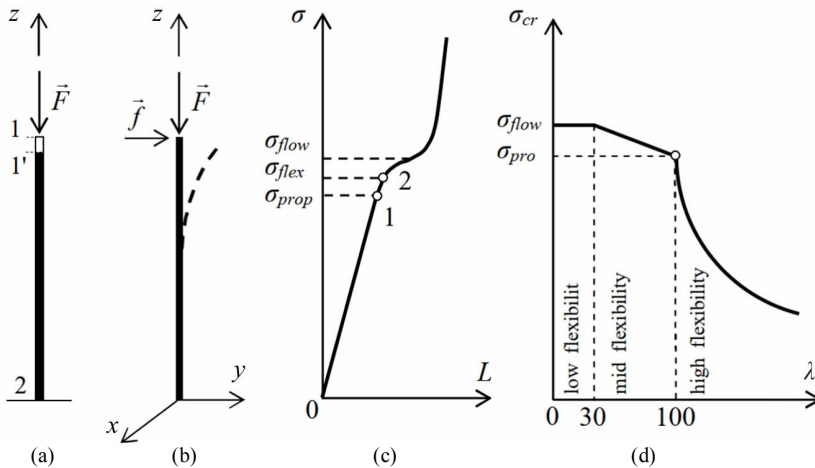 z
F⃗
1
1'
2
(a)
z
f⃗
F⃗
y
x
(b)
σ
σflow
σflex
σprop
2
1
L
0
(c)
σcr
σflow
σpro
low flexibilit
mid flexibility
high flexibility
λ
0 30 100
(d)